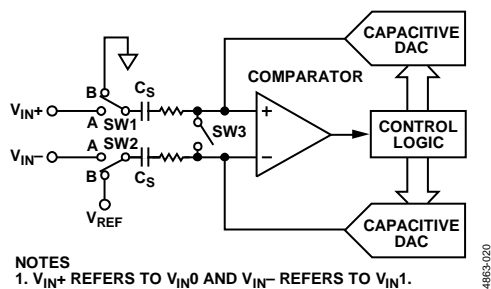 CAPACITIVE
DAC
COMPARATOR
B
CS
VIN+
A SW1
SW3
+
CONTROL
LOGIC
VIN–
A SW2
B
CS
–
VREF
CAPACITIVE
DAC
NOTES
1. VIN+ REFERS TO VIN0 AND VIN– REFERS TO VIN1.
4863-020